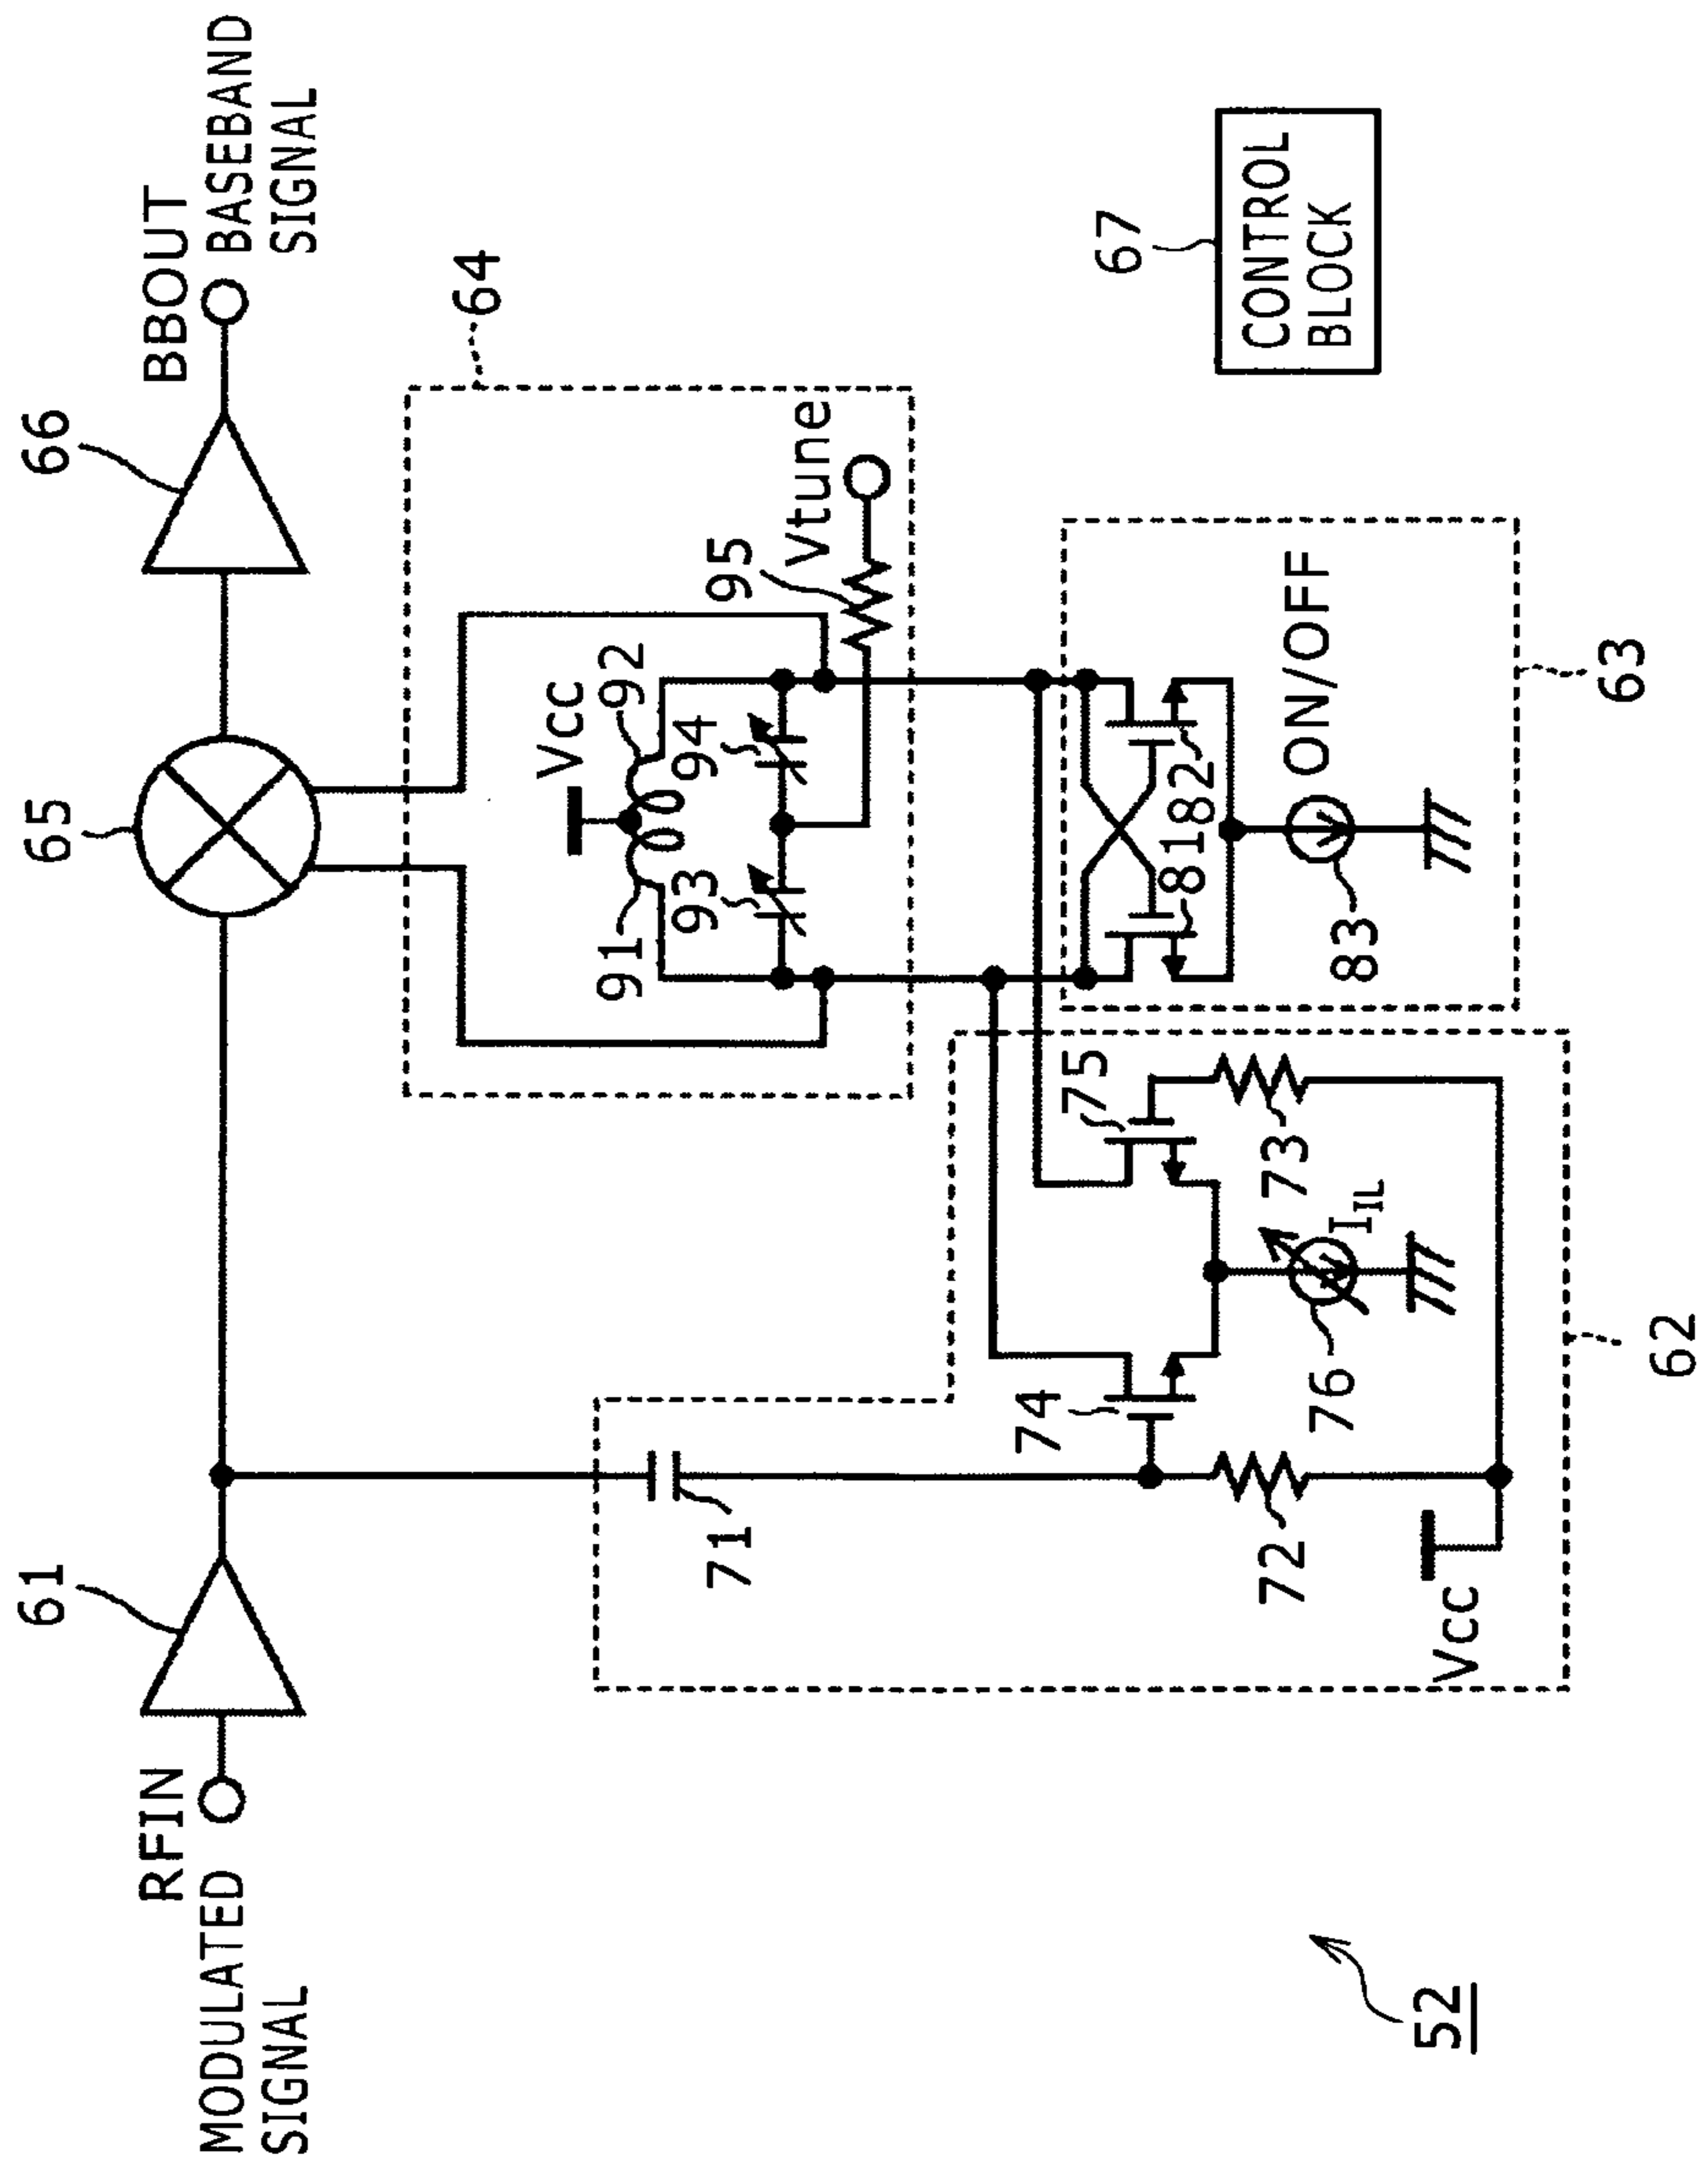 RFIN
MODULATED
SIGNAL
61
65
66
BBOUT
BASEBAND
SIGNAL
64
Vcc
91
92
93
94
95
Vtune
71
74
75
72
73
76
IIL
Vcc
62
81
82
83
ON/OFF
63
67
CONTROL
BLOCK
52